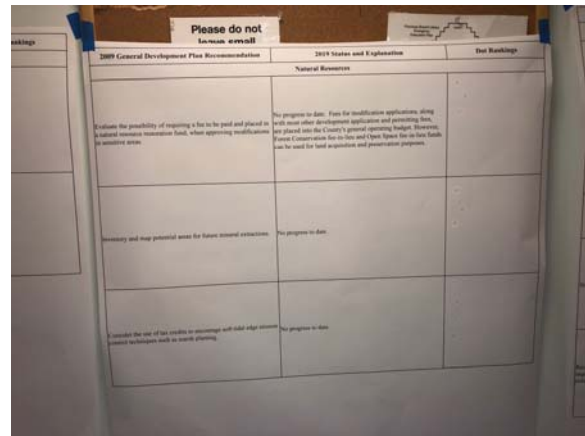 Please do not
leave small
ankings
2009 General Development Plan Recommendation
2019 Status and Explanation
Dot Rankings
Natural Resources
Evaluate the possibility of requiring a fee to be paid and placed in
a natural resource restoration fund, when approving modifications
in sensitive areas.
No progress to date. Fees for modification applications, along
with most other development application and permitting fees,
are placed into the County's general operating budget. However,
Forest Conservation fee-in-lieu and Open Space fee-in-lieu funds
can be used for land acquisition and preservation purposes.
Inventory and map potential areas for future mineral extractions.
No progress to date.
Consider the use of tax credits to encourage soft tidal edge erosion
control techniques such as marsh planting.
No progress to date.